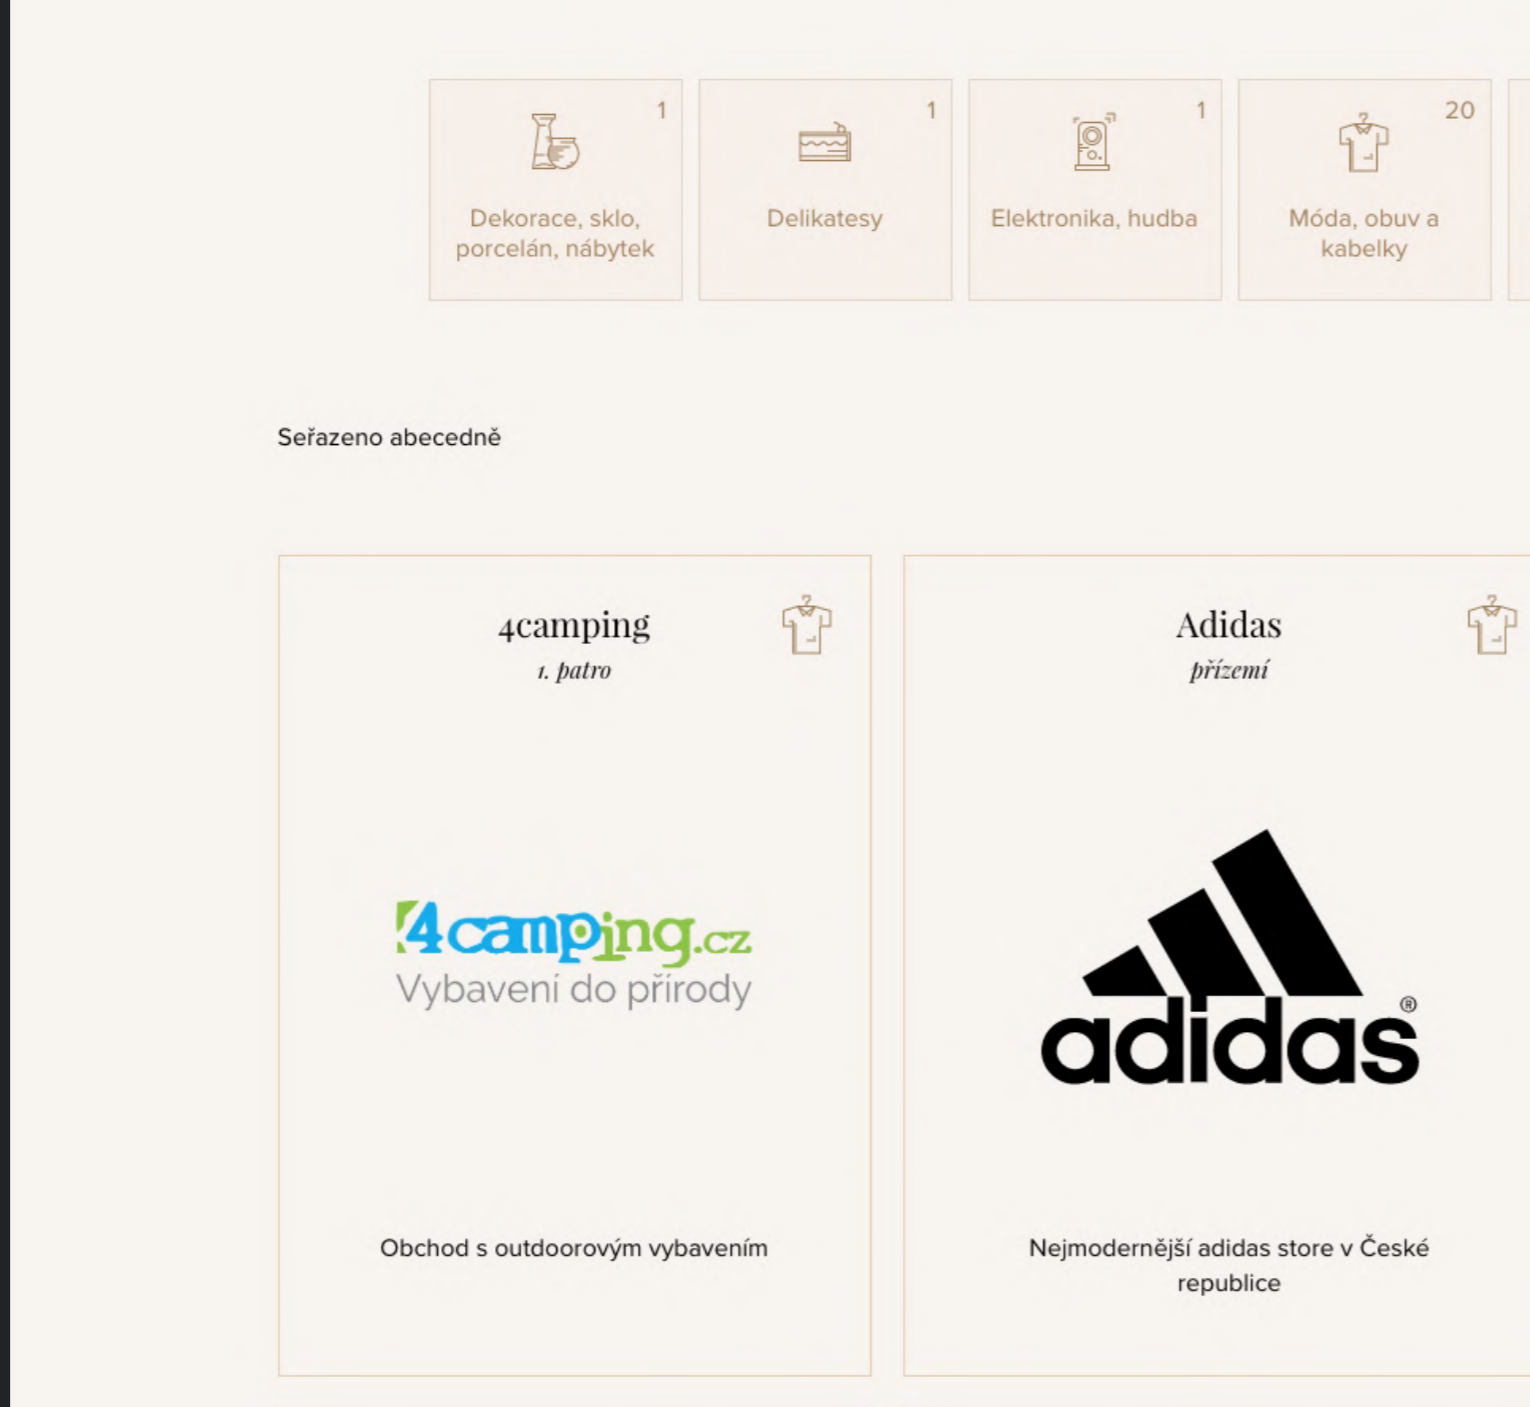 1
1
1
20
Dekorace, sklo,
porcelán, nábytek
Delikatesy
Elektronika, hudba
Móda, obuv a
kabelky
Seřazeno abecedně
4camping
1. patro
4camping.cz
Vybavení do přírody
Obchod s outdoorovým vybavením
Adidas
přízemí
adidas®
Nejmodernější adidas store v České
republice